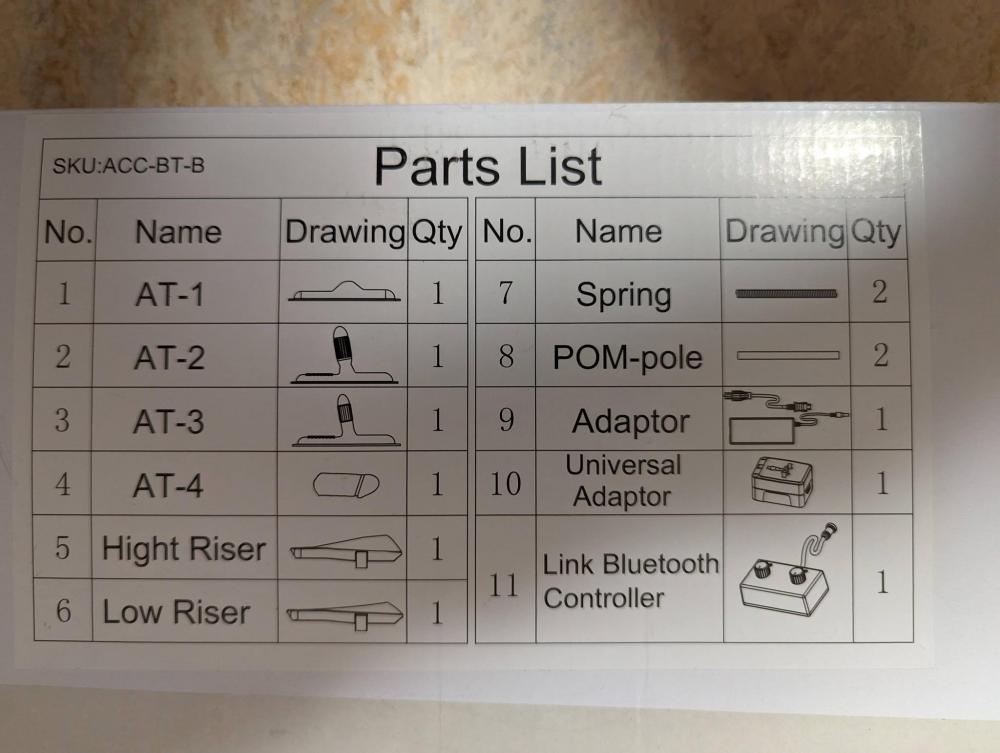 SKU:ACC-BT-B
Parts List
No. Name Drawing Qty No. Name Drawing Qty
1 AT-1 1 7 Spring 2
2 AT-2 1 8 POM-pole 2
3 AT-3 1 9 Adaptor 1
4 AT-4 1 10 Universal Adaptor 1
5 Hight Riser 1 11 Link Bluetooth Controller 1
6 Low Riser 1